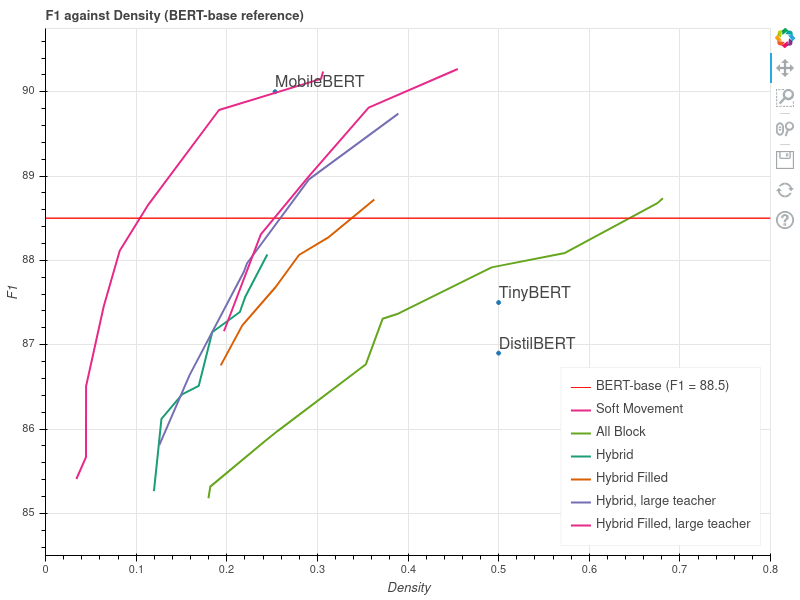 F1 against Density (BERT-base reference)
MobileBERT
90
89
88
F1
TinyBERT
87
DistilBERT
BERT-base (F1 = 88.5)
Soft Movement
86
All Block
Hybrid
Hybrid Filled
Hybrid, large teacher
85
Hybrid Filled, large teacher
0 0.1 0.2 0.3 0.4 0.5 0.6 0.7 0.8
Density